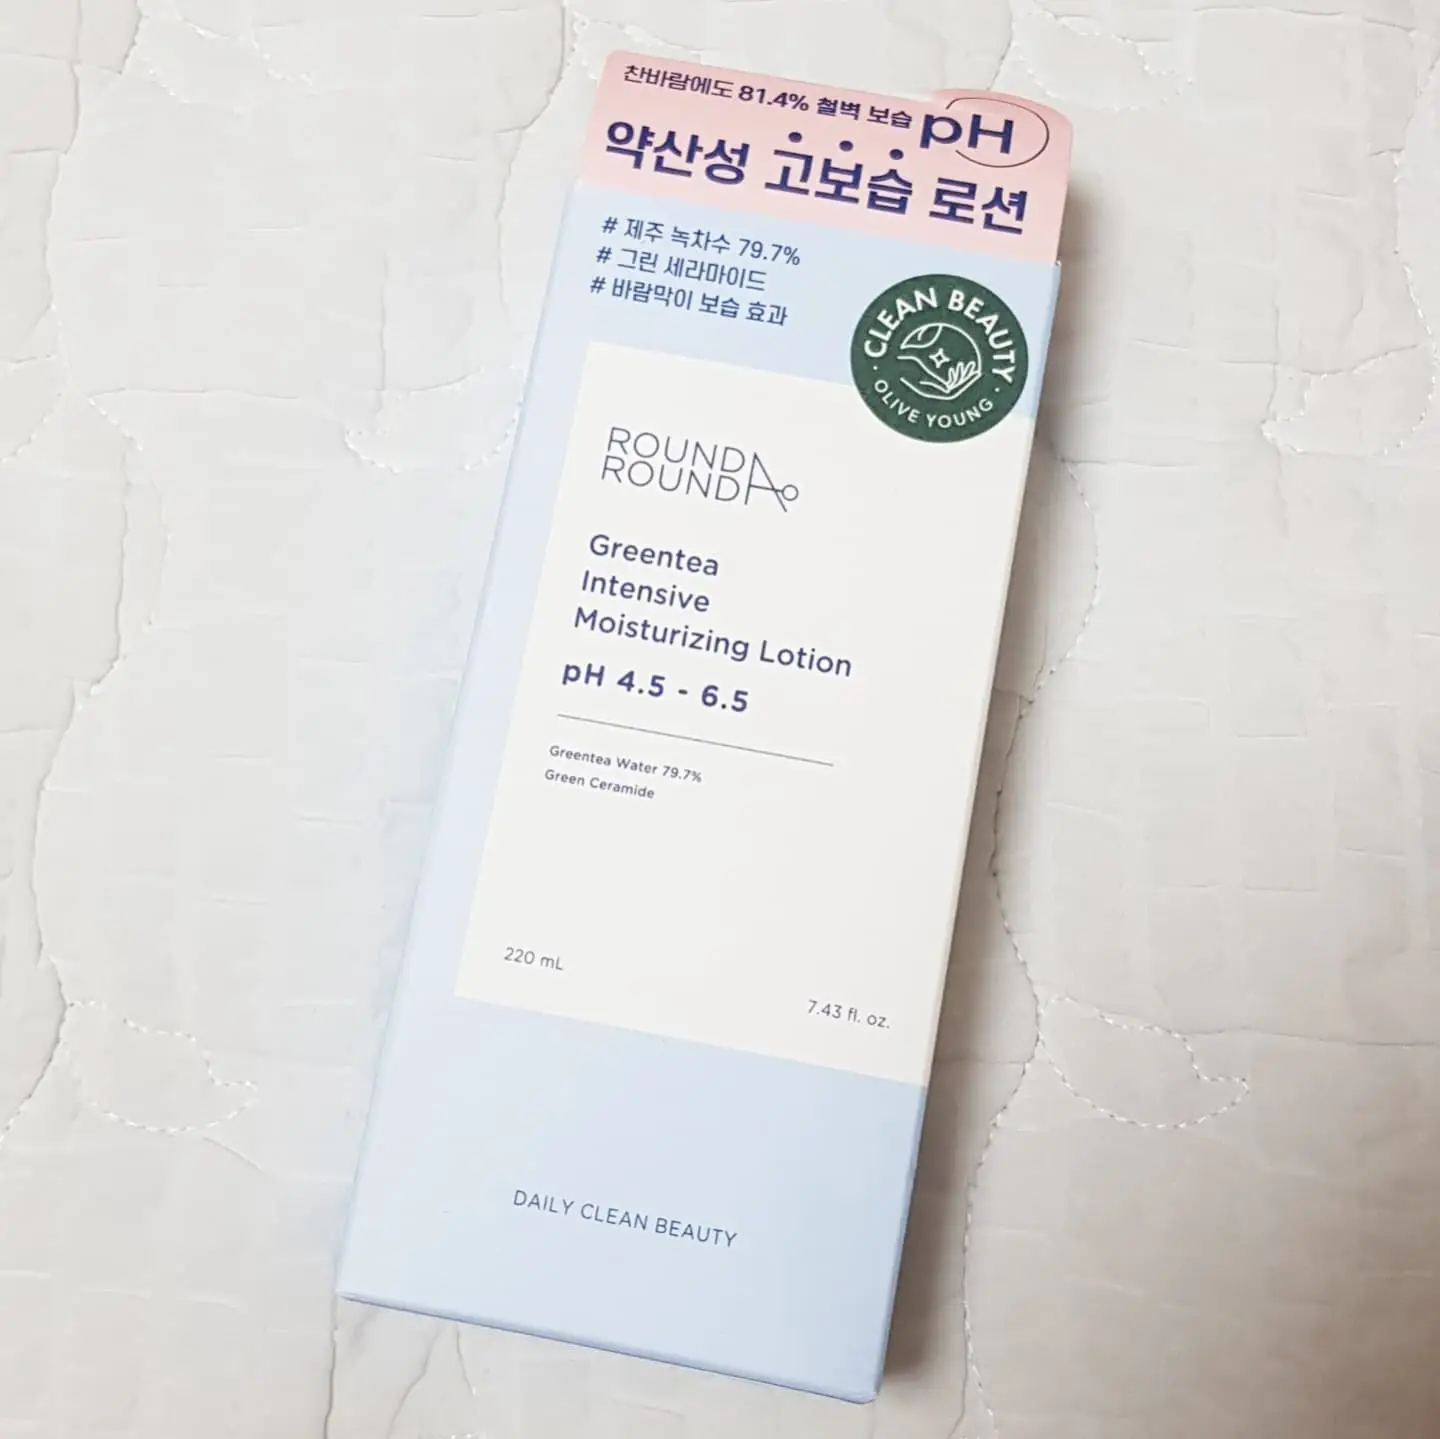 찬바람에도 81.4% 철벽 보습
pH
약산성 고보습 로션
# 제주 녹차수 79.7%
# 그린 세라마이드
# 바람막이 보습 효과
CLEAN BEAUTY
OLIVE YOUNG
ROUND A
ROUND
Greentea
Intensive
Moisturizing Lotion
pH 4.5 - 6.5
Greentea Water 79.7%
Green Ceramide
220 mL
7.43 fl. oz.
DAILY CLEAN BEAUTY